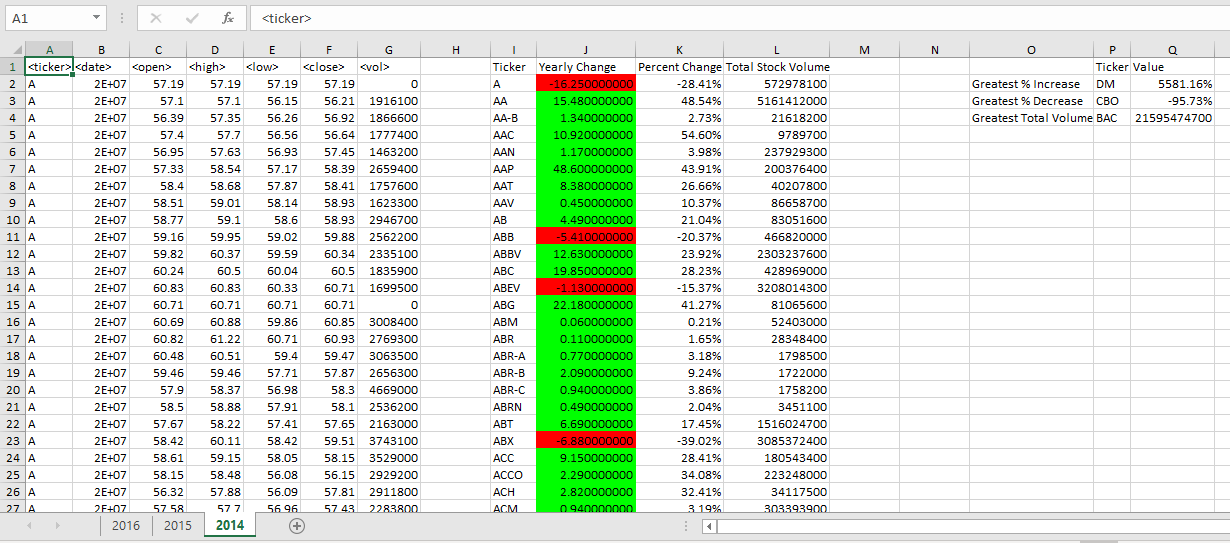 A1 fx <ticker>
A B C D E F G H I J K L M N O P Q
1 <ticker> <date> <open> <high> <low> <close> <vol> Ticker Yearly Change Percent Change Total Stock Volume Ticker Value
2 A 2E+07 57.19 57.19 57.19 57.19 0 A -16.250000000 -28.41% 572978100 Greatest % Increase DM 5581.16%
3 A 2E+07 57.1 57.1 56.15 56.21 1916100 AA 15.480000000 48.54% 5161412000 Greatest % Decrease CBO -95.73%
4 A 2E+07 56.39 57.35 56.26 56.92 1866600 AA-B 1.340000000 2.73% 21618200 Greatest Total Volume BAC 21595474700
5 A 2E+07 57.4 57.7 56.56 56.64 1777400 AAC 10.920000000 54.60% 9789700
6 A 2E+07 56.95 57.63 56.93 57.45 1463200 AAN 1.170000000 3.98% 237929300
7 A 2E+07 57.33 58.54 57.17 58.39 2659400 AAP 48.600000000 43.91% 200376400
8 A 2E+07 58.4 58.68 57.87 58.41 1757600 AAT 8.380000000 26.66% 40207800
9 A 2E+07 58.51 59.01 58.14 58.93 1623300 AAV 0.450000000 10.37% 86658700
10 A 2E+07 58.77 59.1 58.6 58.93 2946700 AB 4.490000000 21.04% 83051600
11 A 2E+07 59.16 59.95 59.02 59.88 2562200 ABB -5.410000000 -20.37% 466820000
12 A 2E+07 59.82 60.37 59.59 60.34 2335100 ABBV 12.630000000 23.92% 2303237600
13 A 2E+07 60.24 60.5 60.04 60.5 1835900 ABC 19.850000000 28.23% 428969000
14 A 2E+07 60.83 60.83 60.33 60.71 1699500 ABEV -1.130000000 -15.37% 3208014300
15 A 2E+07 60.71 60.71 60.71 60.71 0 ABG 22.180000000 41.27% 81065600
16 A 2E+07 60.69 60.88 59.86 60.85 3008400 ABM 0.060000000 0.21% 52403000
17 A 2E+07 60.82 61.22 60.71 60.93 2769300 ABR 0.110000000 1.65% 28348400
18 A 2E+07 60.48 60.51 59.4 59.47 3063500 ABR-A 0.770000000 3.18% 1798500
19 A 2E+07 59.46 59.46 57.71 57.87 2656300 ABR-B 2.090000000 9.24% 1722000
20 A 2E+07 57.9 58.37 56.98 58.3 4669000 ABR-C 0.940000000 3.86% 1758200
21 A 2E+07 58.5 58.88 57.91 58.1 2536200 ABRN 0.490000000 2.04% 3451100
22 A 2E+07 57.67 58.22 57.41 57.65 2163000 ABT 6.690000000 17.45% 1516024700
23 A 2E+07 58.42 60.11 58.42 59.51 3743100 ABX -6.880000000 -39.02% 3085372400
24 A 2E+07 58.61 59.15 58.05 58.15 3529000 ACC 9.150000000 28.41% 180543400
25 A 2E+07 58.15 58.48 56.08 56.15 2929200 ACCO 2.290000000 34.08% 223248000
26 A 2E+07 56.32 57.88 56.09 57.81 2911800 ACH 2.820000000 32.41% 34117500
27 A 2E+07 57.58 57.7 56.96 57.43 2283800 ACM 0.940000000 3.19% 303393900
2016 2015 2014